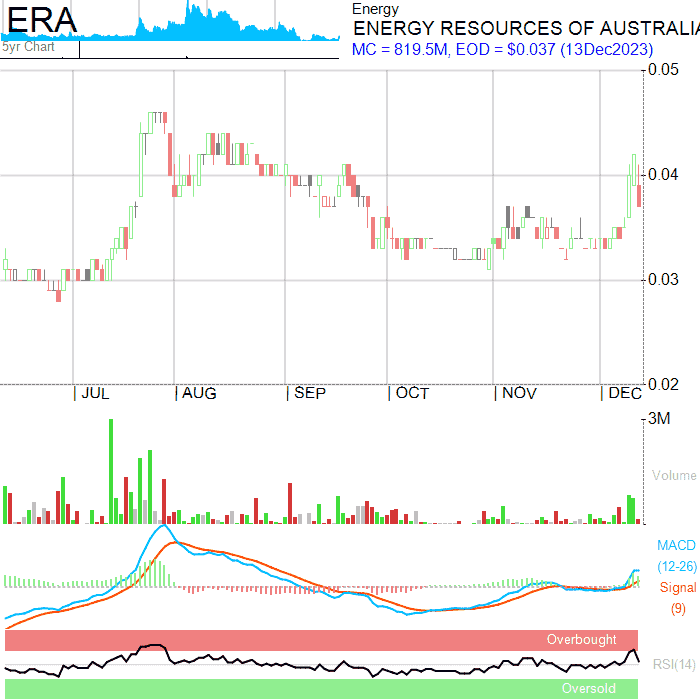 ERA
5yr Chart
Energy
ENERGY RESOURCES OF AUSTRALIA
MC = 819.5M, EOD = $0.037 (13Dec2023)
0.05
0.04
0.03
0.02
JUL
AUG
SEP
OCT
NOV
DEC
3M
Volume
MACD
(12-26)
Signal
(9)
Overbought
RSI(14)
Oversold